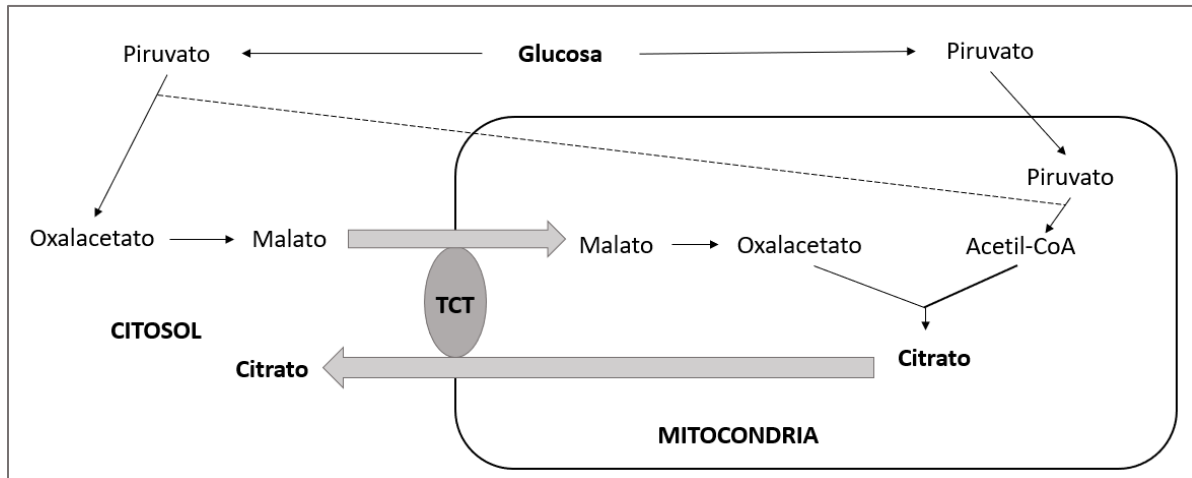 Piruvato
Glucosa
Piruvato
Piruvato
Oxalacetato
Malato
Malato
Oxalacetato
Acetil-CoA
TCT
CITOSOL
Citrato
Citrato
MITOCONDRIA